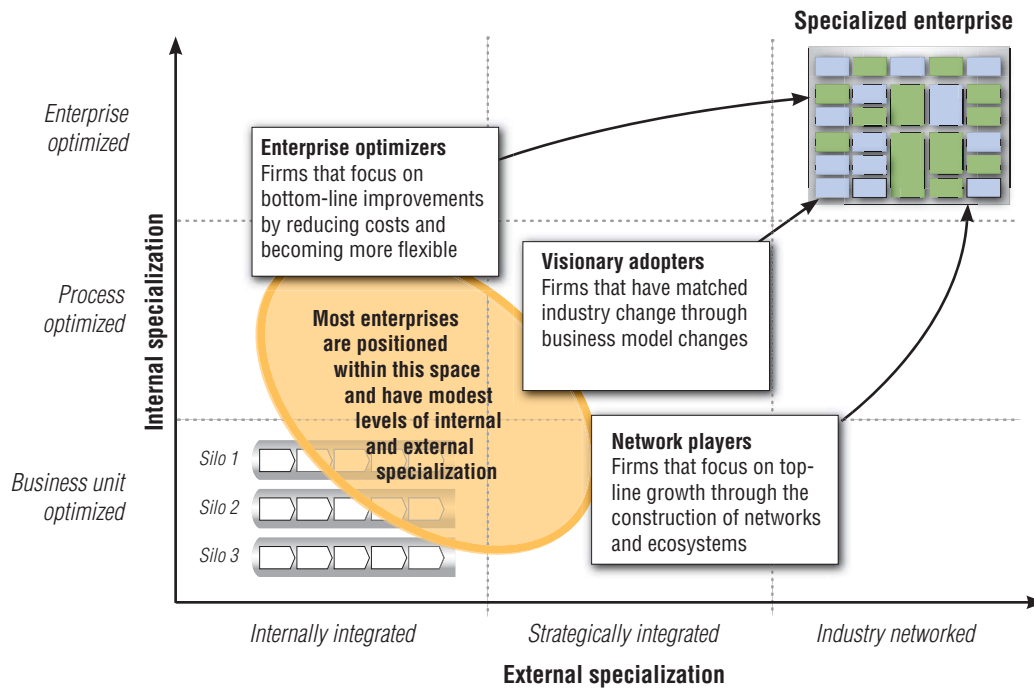 Specialized enterprise
Enterprise
optimized
Enterprise optimizers
Firms that focus on
bottom-line improvements
by reducing costs and
becoming more flexible
Internal specialization
Process
optimized
Visionary adopters
Firms that have matched
industry change through
business model changes
Most enterprises
are positioned
within this space
and have modest
levels of internal
and external
specialization
Network players
Firms that focus on top-
line growth through the
construction of networks
and ecosystems
Business unit
optimized
Silo 1
Silo 2
Silo 3
Internally integrated
Strategically integrated
Industry networked
External specialization